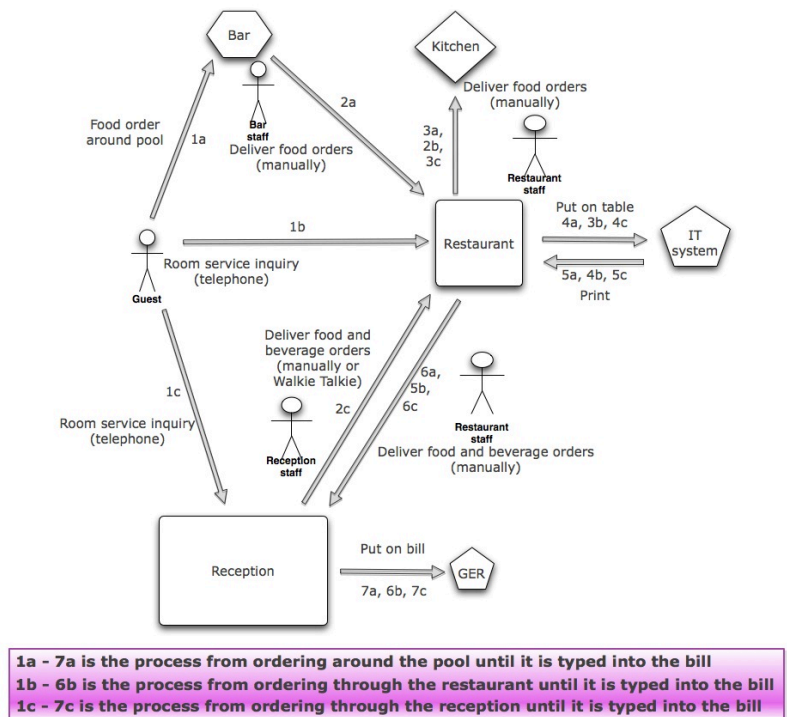 Bar
Kitchen
Deliver food orders
(manually)
2a
Food order
around pool
1a
Bar
staff
Deliver food orders
(manually)
3a,
2b,
3c
Restaurant
staff
1b
Restaurant
Put on table
4a, 3b, 4c
IT
system
5a, 4b, 5c
Print
Room service inquiry
(telephone)
Guest
Deliver food and
beverage orders
(manually or
Walkie Talkie)
6a,
5b,
6c
1c
2c
Room service inquiry
(telephone)
Reception
staff
Restaurant
staff
Deliver food and beverage orders
(manually)
Reception
Put on bill
7a, 6b, 7c
GER
1a - 7a is the process from ordering around the pool until it is typed into the bill
1b - 6b is the process from ordering through the restaurant until it is typed into the bill
1c - 7c is the process from ordering through the reception until it is typed into the bill